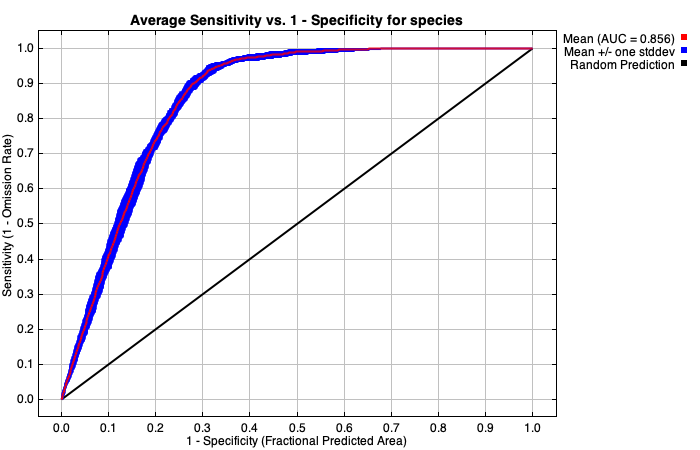 Average Sensitivity vs. 1 - Specificity for species
Mean (AUC = 0.856)
Mean +/- one stddev
Random Prediction
Sensitivity (1 - Omission Rate)
1.0
0.9
0.8
0.7
0.6
0.5
0.4
0.3
0.2
0.1
0.0
0.0 0.1 0.2 0.3 0.4 0.5 0.6 0.7 0.8 0.9 1.0
1 - Specificity (Fractional Predicted Area)